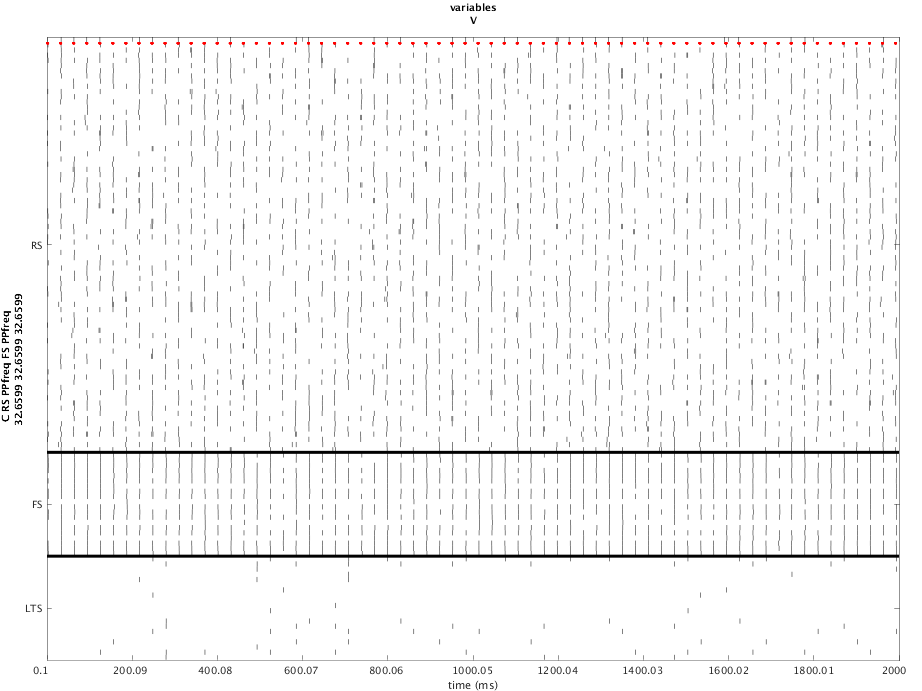 variables
V
C RS PPfreq FS PPfreq
32.6599 32.6599 32.6599
RS
FS
LTS
0.1 200.09 400.08 600.07 800.06 1000.05 1200.04 1400.03 1600.02 1800.01 2000
time (ms)